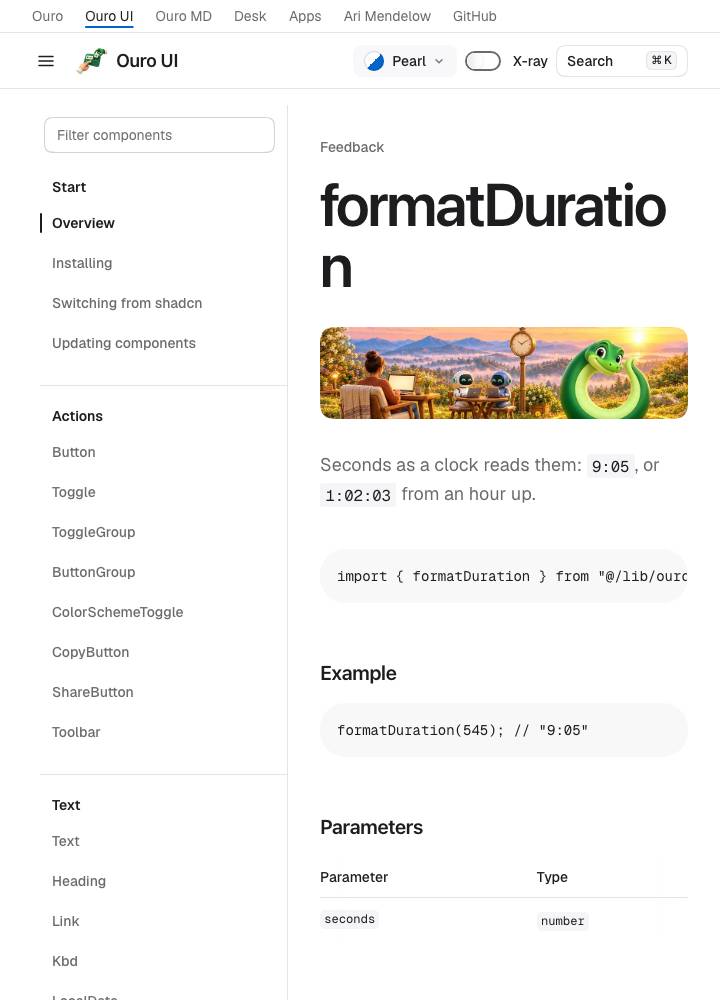 Ouro
Ouro UI
Ouro MD
Desk
Apps
Ari Mendelow
GitHub
Ouro UI
Pearl
X-ray
Search
⌘ K
Filter components
Start
Overview
Installing
Switching from shadcn
Updating components
Actions
Button
Toggle
ToggleGroup
ButtonGroup
ColorSchemeToggle
CopyButton
ShareButton
Toolbar
Text
Text
Heading
Link
Kbd
Feedback
formatDuratio
n
Seconds as a clock reads them: 9:05, or
1:02:03 from an hour up.
import { formatDuration } from "@/lib/ouro
Example
formatDuration(545); // "9:05"
Parameters
Parameter Type
seconds number